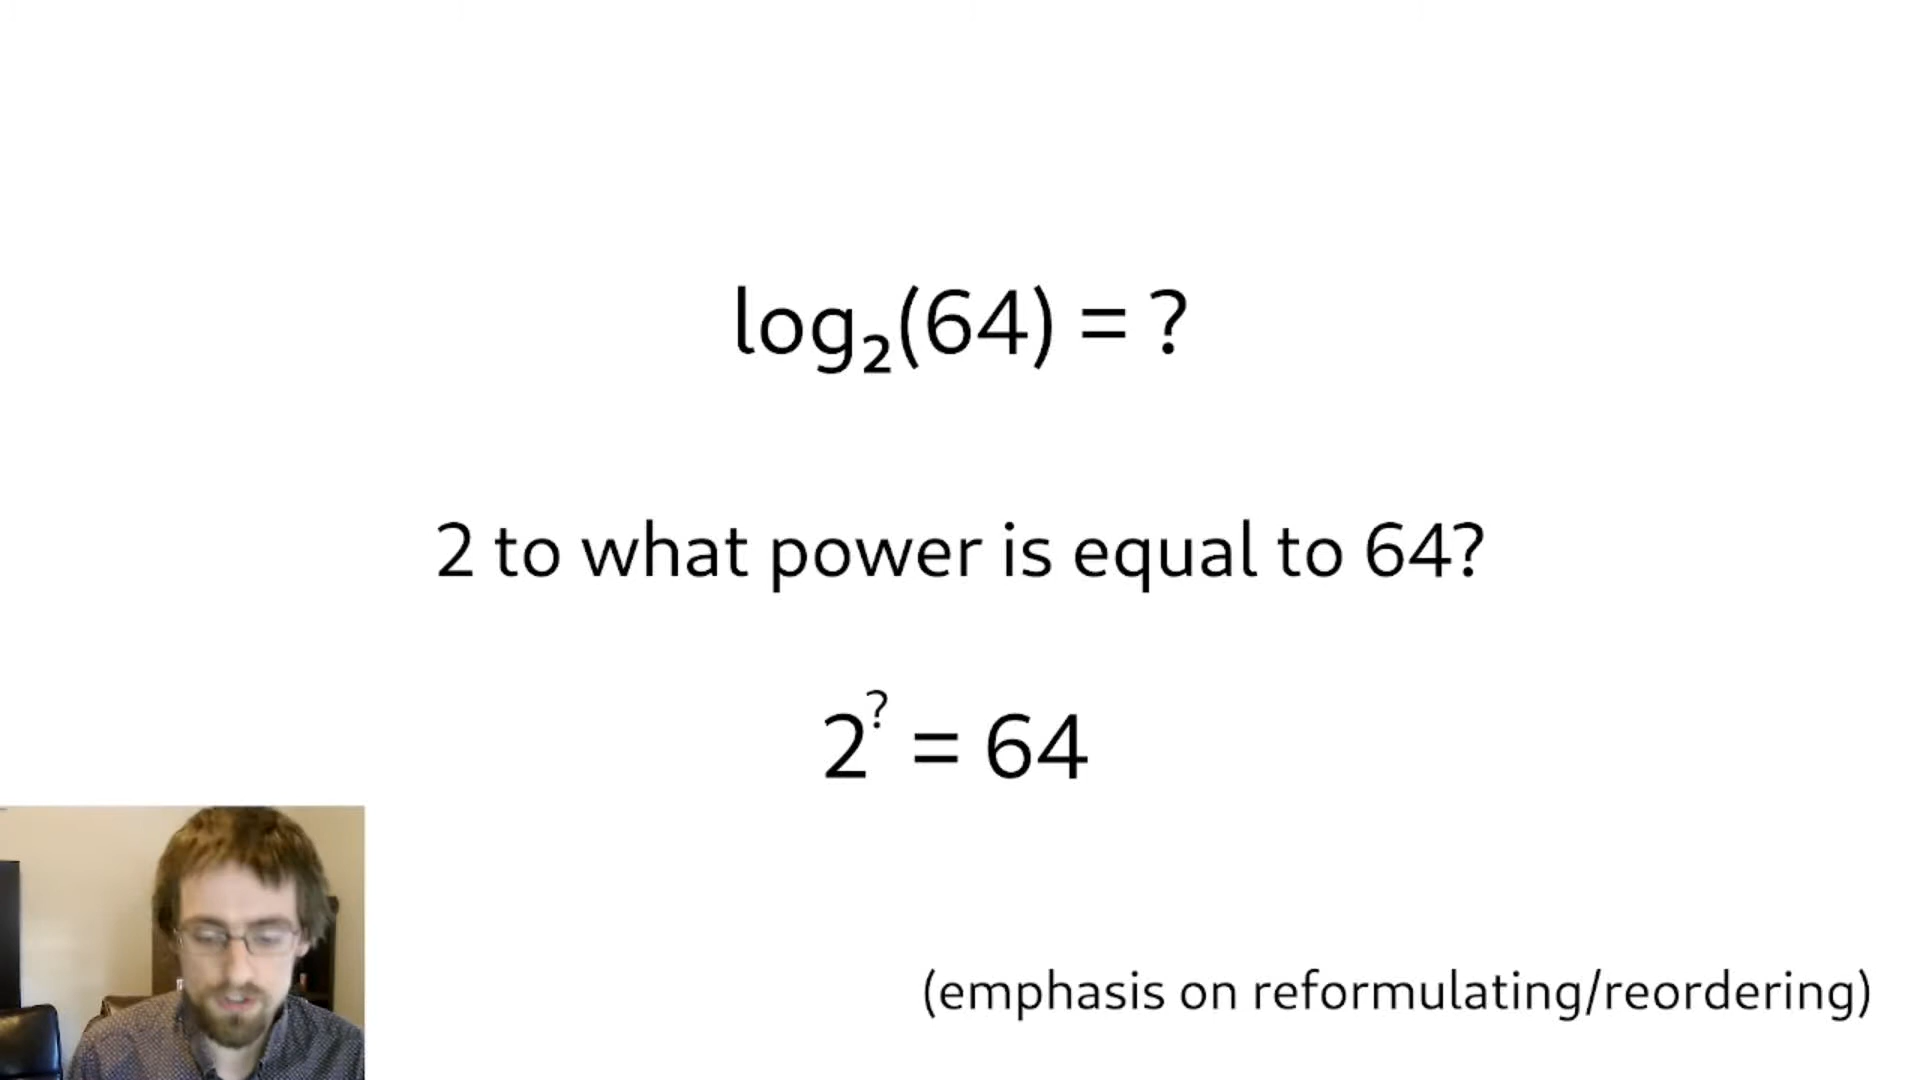 log₂(64) = ?
2 to what power is equal to 64?
2^? = 64
(emphasis on reformulating/reordering)